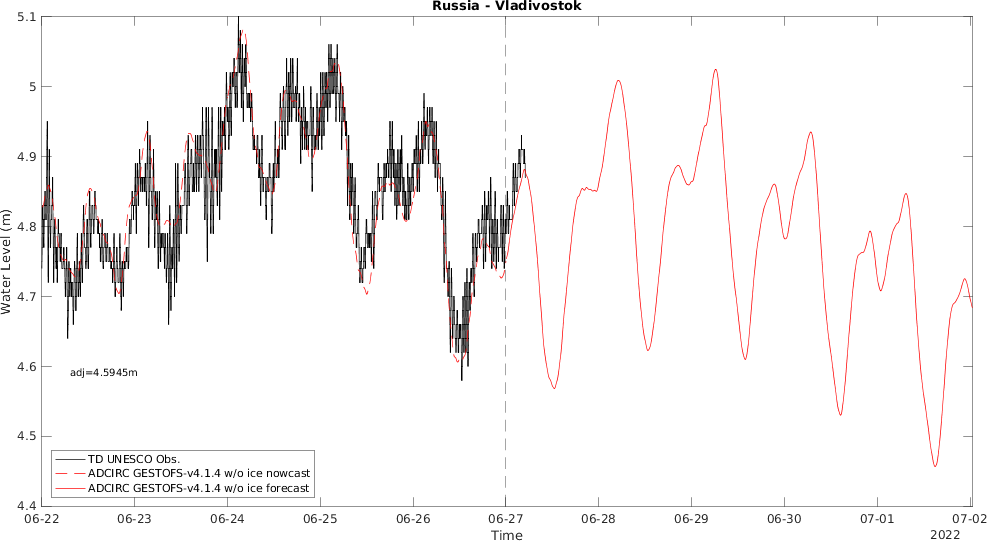 Russia - Vladivostok
5.1
5
4.9
4.8
4.7
4.6
4.5
4.4
Water Level (m)
adj=4.5945m
TD UNESCO Obs.
ADCIRC GESTOFS-v4.1.4 w/o ice nowcast
ADCIRC GESTOFS-v4.1.4 w/o ice forecast
06-22 06-23 06-24 06-25 06-26 06-27 06-28 06-29 06-30 07-01 07-02
Time
2022